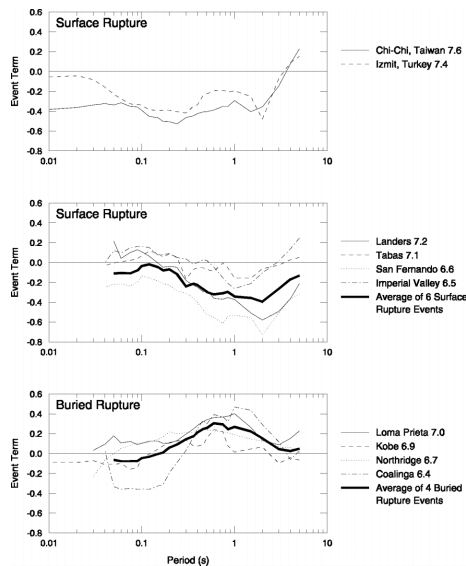 Surface Rupture
Event Term
0.6
0.4
0.2
0.0
-0.2
-0.4
-0.6
-0.8
0.01
0.1
1
10
Chi-Chi, Taiwan 7.6
Izmit, Turkey 7.4
Surface Rupture
Event Term
0.6
0.4
0.2
0.0
-0.2
-0.4
-0.6
-0.8
0.01
0.1
1
10
Landers 7.2
Tabas 7.1
San Fernando 6.6
Imperial Valley 6.5
Average of 6 Surface
Rupture Events
Buried Rupture
Event Term
0.6
0.4
0.2
0.0
-0.2
-0.4
-0.6
-0.8
0.01
0.1
1
10
Period (s)
Loma Prieta 7.0
Kobe 6.9
Northridge 6.7
Coalinga 6.4
Average of 4 Buried
Rupture Events